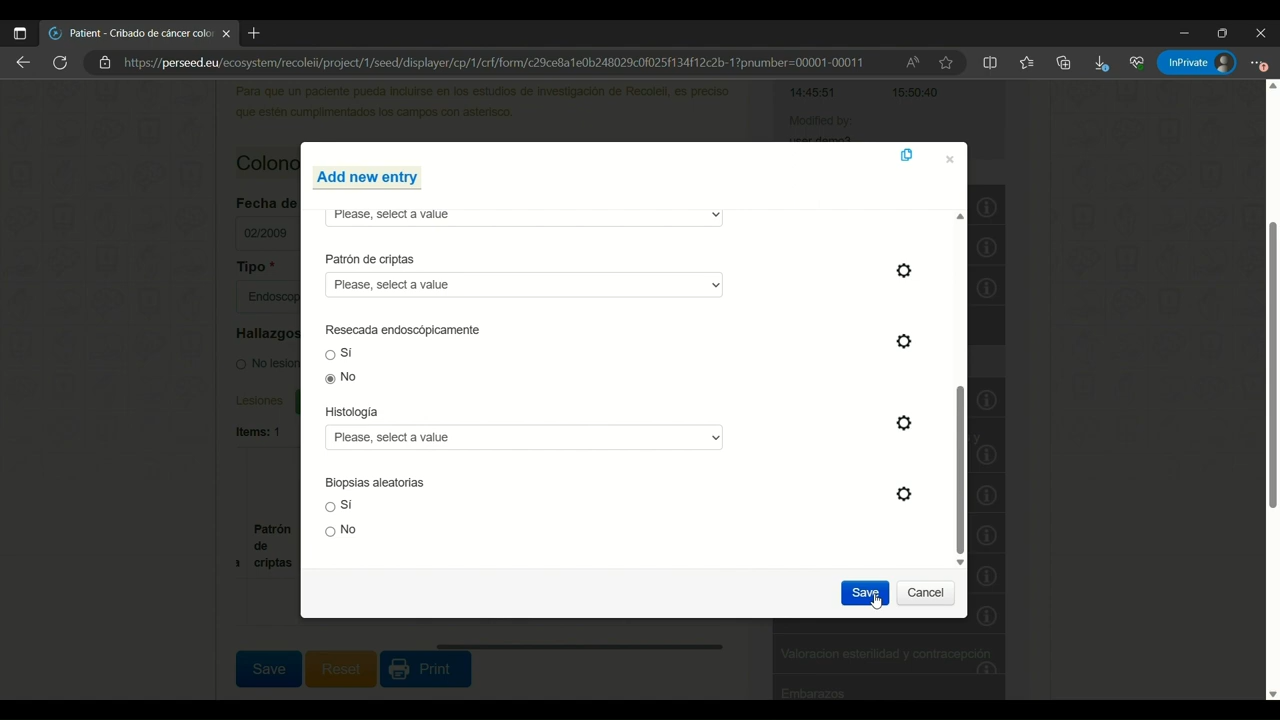 Patient - Cribado de cáncer color
https://perseed.eu/ecosystem/recoleii/project/1/seed/displayer/cp/1/crf/form/c29ce8a1e0b248029c0f025f134f12c2b-1?pnumber=00001-00011
InPrivate
Para que un paciente pueda incluirse en los estudios de investigación de Recoleii, es preciso
que estén cumplimentados los campos con asterisco.
14:45:51 15:50:40
Modified by:
user demo2
Colono
Add new entry
Fecha de
02/2009
Tipo *
Endoscop
Hallazgos
No lesion
Lesiones
Items: 1
Patrón
de
criptas
Please, select a value
Patrón de criptas
Please, select a value
Resecada endoscópicamente
Sí
No
Histología
Please, select a value
Biopsias aleatorias
Sí
No
Save Cancel
Save Reset Print
y
Valoracion esterilidad y contracepción
Embarazos